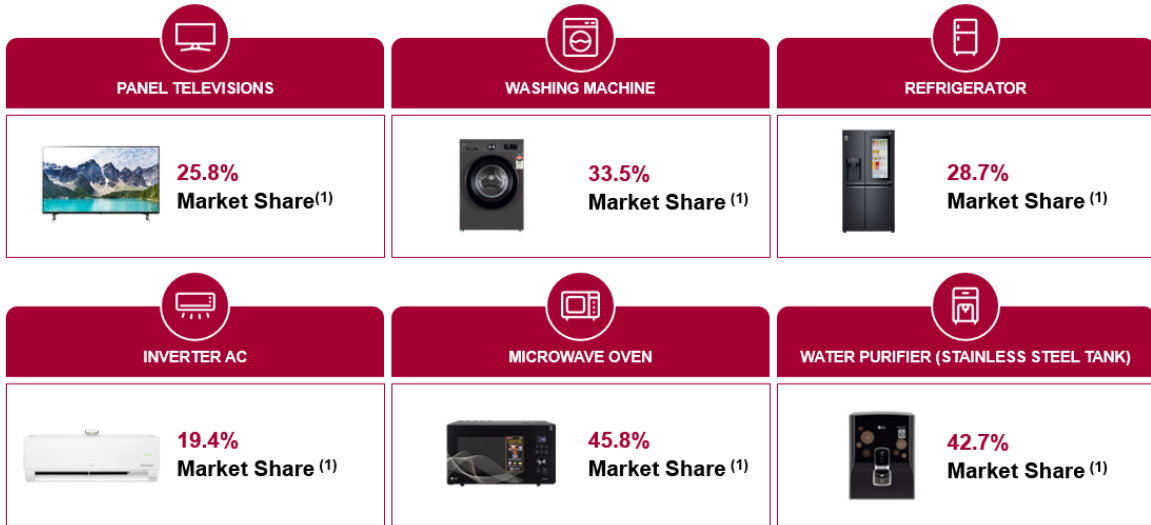 PANEL TELEVISIONS
WASHING MACHINE
REFRIGERATOR
25.8%
Market Share(1)
33.5%
Market Share (1)
28.7%
Market Share (1)
INVERTER AC
MICROWAVE OVEN
WATER PURIFIER (STAINLESS STEEL TANK)
19.4%
Market Share (1)
45.8%
Market Share (1)
42.7%
Market Share (1)